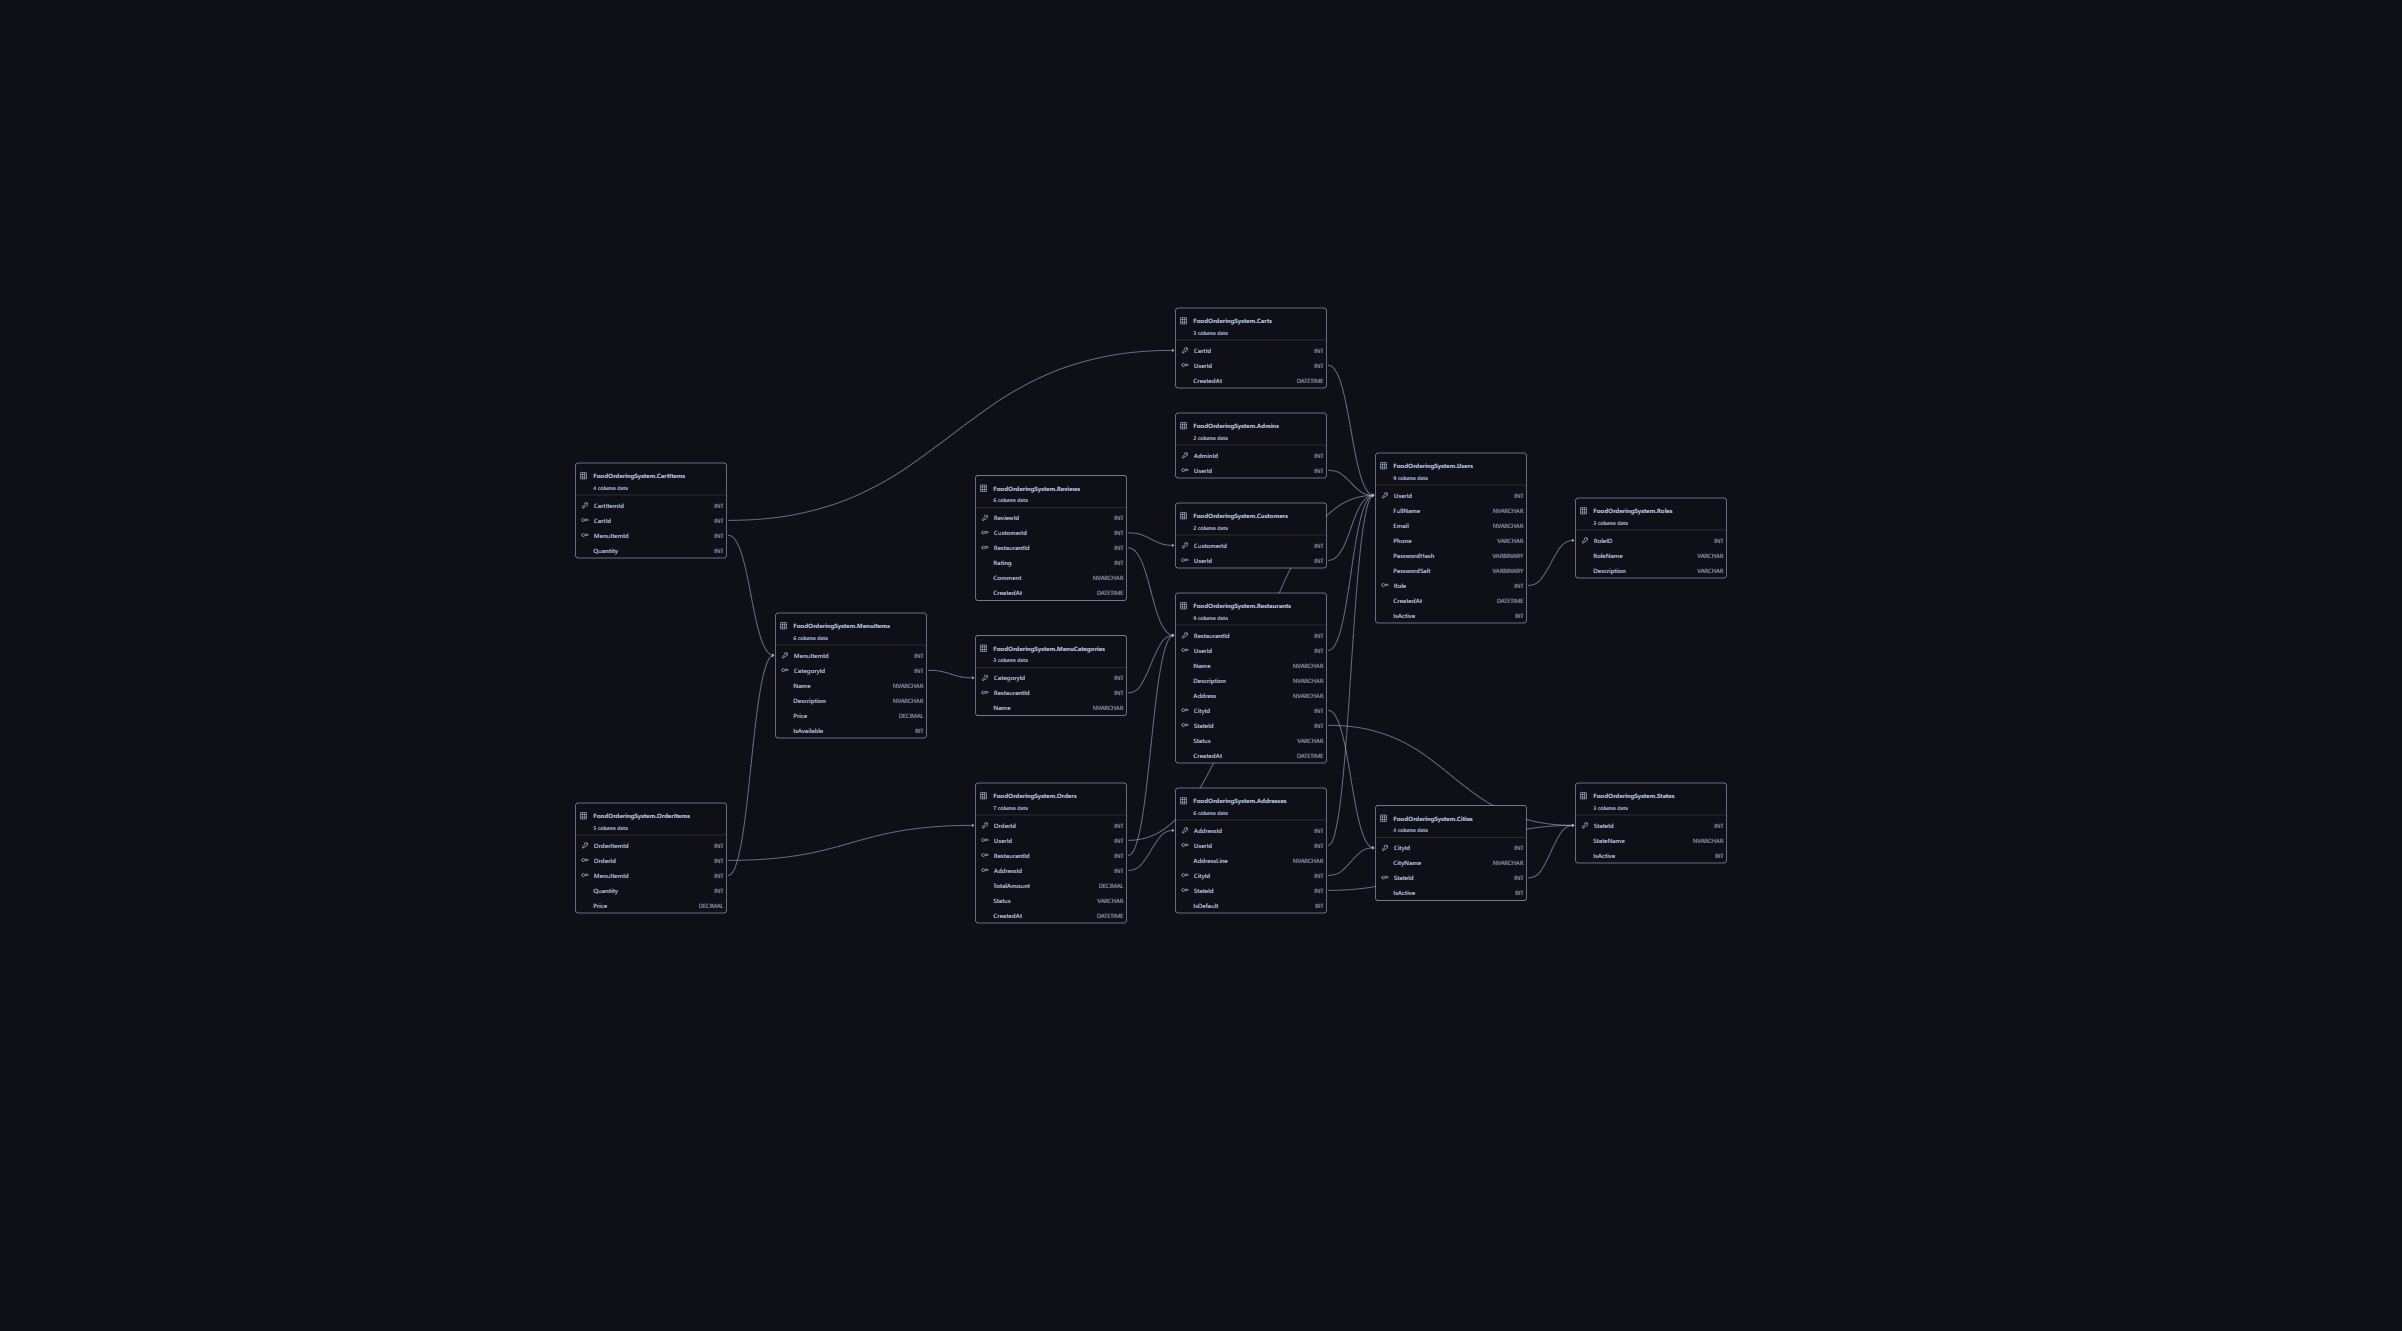 FoodOrderingSystem.Carts
3 column data
CartId INT
UserId INT
CreatedAt DATETIME
FoodOrderingSystem.Admins
2 column data
AdminId INT
UserId INT
FoodOrderingSystem.CartItems
4 column data
CartItemId INT
CartId INT
MenuItemId INT
Quantity INT
FoodOrderingSystem.Reviews
6 column data
ReviewId INT
CustomerId INT
RestaurantId INT
Rating INT
Comment NVARCHAR
CreatedAt DATETIME
FoodOrderingSystem.Customers
2 column data
CustomerId INT
UserId INT
FoodOrderingSystem.Users
9 column data
UserId INT
FullName NVARCHAR
Email NVARCHAR
Phone VARCHAR
PasswordHash VARBINARY
PasswordSalt VARBINARY
Role INT
CreatedAt DATETIME
IsActive BIT
FoodOrderingSystem.Roles
3 column data
RoleID INT
RoleName VARCHAR
Description VARCHAR
FoodOrderingSystem.MenuItems
6 column data
MenuItemId INT
CategoryId INT
Name NVARCHAR
Description NVARCHAR
Price DECIMAL
IsAvailable BIT
FoodOrderingSystem.MenuCategories
3 column data
CategoryId INT
RestaurantId INT
Name NVARCHAR
FoodOrderingSystem.Restaurants
9 column data
RestaurantId INT
UserId INT
Name NVARCHAR
Description NVARCHAR
Address NVARCHAR
CityId INT
StateId INT
Status VARCHAR
CreatedAt DATETIME
FoodOrderingSystem.OrderItems
5 column data
OrderItemId INT
OrderId INT
MenuItemId INT
Quantity INT
Price DECIMAL
FoodOrderingSystem.Orders
7 column data
OrderId INT
UserId INT
RestaurantId INT
AddressId INT
TotalAmount DECIMAL
Status VARCHAR
CreatedAt DATETIME
FoodOrderingSystem.Addresses
6 column data
AddressId INT
UserId INT
AddressLine NVARCHAR
CityId INT
StateId INT
IsDefault BIT
FoodOrderingSystem.Cities
4 column data
CityId INT
CityName NVARCHAR
StateId INT
IsActive BIT
FoodOrderingSystem.States
3 column data
StateId INT
StateName NVARCHAR
IsActive BIT